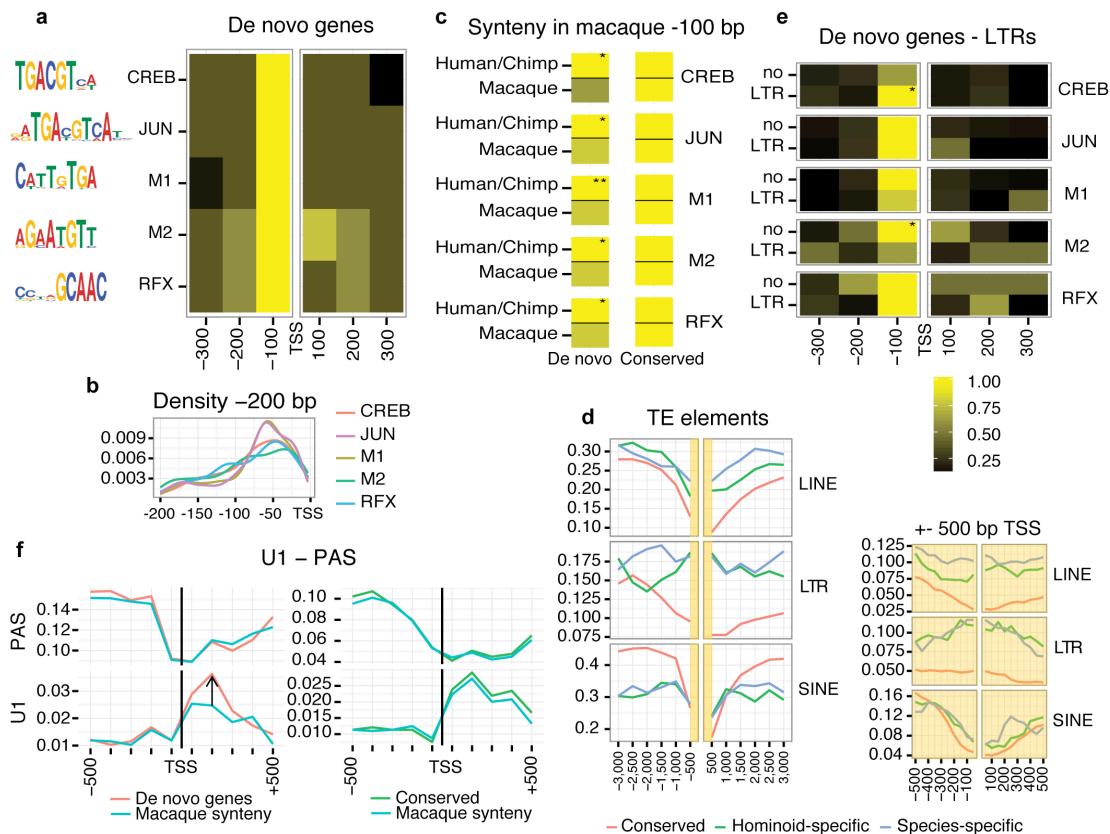 a
De novo genes
TGACGTCA
CREB
GATGACGTCAT
JUN
CATTGTGA
M1
AGAATGTT
M2
GCAAC
RFX
-300
-200
-100
TSS
100
200
300
b
Density −200 bp
0.009
0.006
0.003
-200
-150
-100
-50
TSS
CREB
JUN
M1
M2
RFX
c
Synteny in macaque -100 bp
Human/Chimp
*
Macaque
CREB
Human/Chimp
*
Macaque
JUN
Human/Chimp
**
Macaque
M1
Human/Chimp
*
Macaque
M2
Human/Chimp
*
Macaque
RFX
De novo
Conserved
e
De novo genes - LTRs
no
LTR
*
CREB
no
LTR
JUN
no
LTR
M1
no
*
LTR
M2
no
LTR
RFX
-300
-200
-100
TSS
100
200
300
1.00
0.75
0.50
0.25
d
TE elements
0.30
0.25
0.20
0.15
0.10
LINE
0.175
0.150
0.125
0.100
0.075
LTR
0.4
0.3
0.2
SINE
-3,000
-2,500
-2,000
-1,500
-1,000
-500
500
1,000
1,500
2,000
2,500
3,000
+- 500 bp TSS
0.125
0.100
0.075
0.050
0.025
LINE
0.100
0.075
0.050
LTR
0.16
0.12
0.08
0.04
SINE
-500
-400
-300
-200
-100
100
200
300
400
500
Conserved
Hominoid-specific
Species-specific
f
U1 – PAS
PAS
0.14
0.12
0.10
0.10
0.08
0.06
0.04
U1
0.03
0.02
0.01
0.025
0.020
0.015
0.010
−500
TSS
+500
−500
TSS
+500
De novo genes
Macaque synteny
Conserved
Macaque synteny